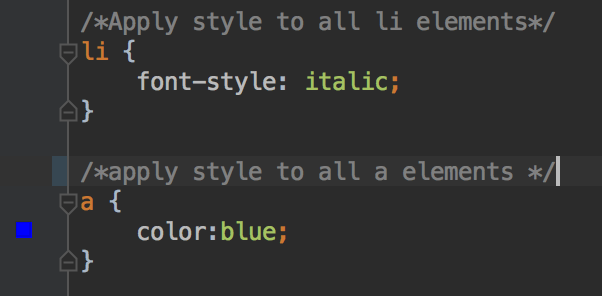 /*Apply style to all li elements*/
li {
    font-style: italic;
}

/*apply style to all a elements */
a {
    color:blue;
}